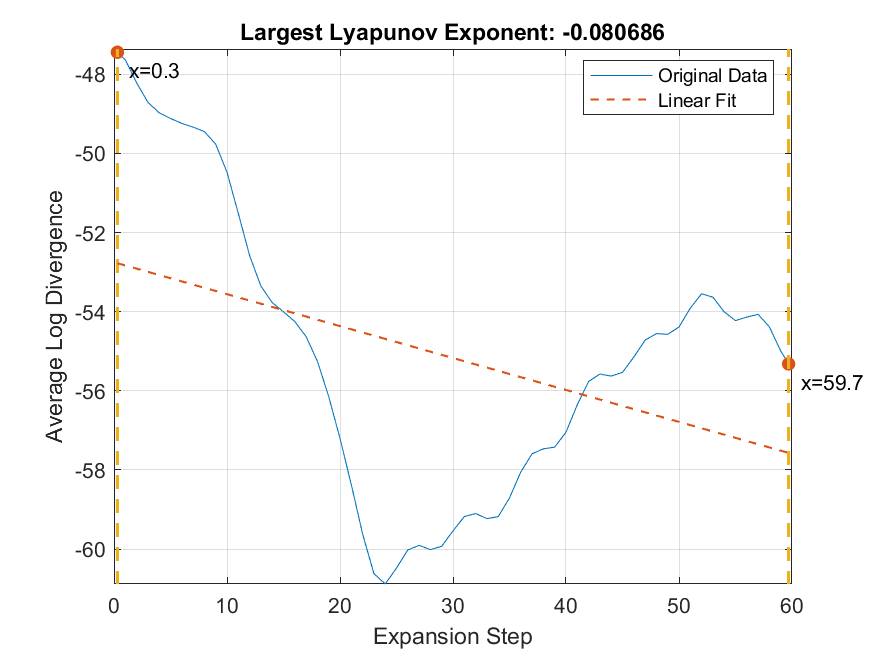 Largest Lyapunov Exponent: -0.080686
x=0.3
Original Data
Linear Fit
x=59.7
-48
-50
-52
-54
-56
-58
-60
Average Log Divergence
0 10 20 30 40 50 60
Expansion Step